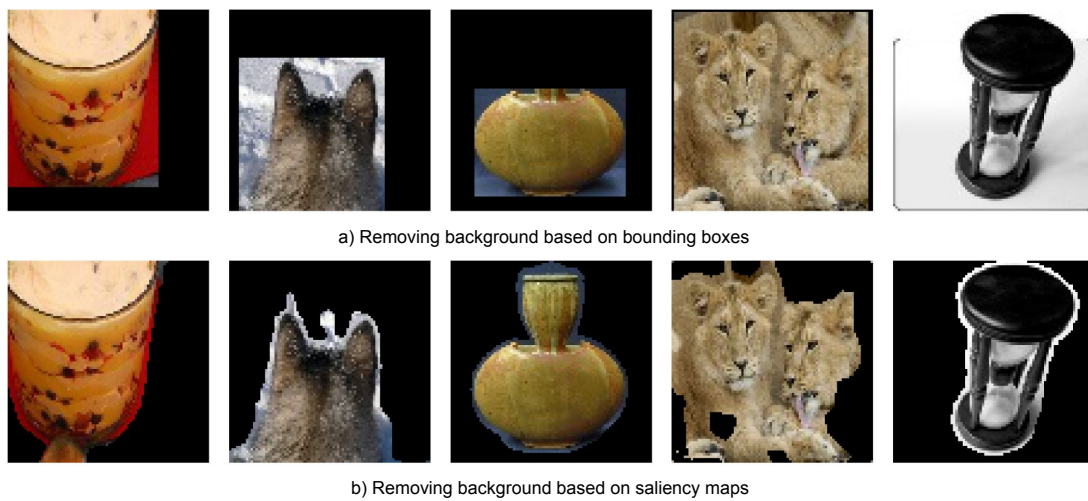 a) Removing background based on bounding boxes
b) Removing background based on saliency maps